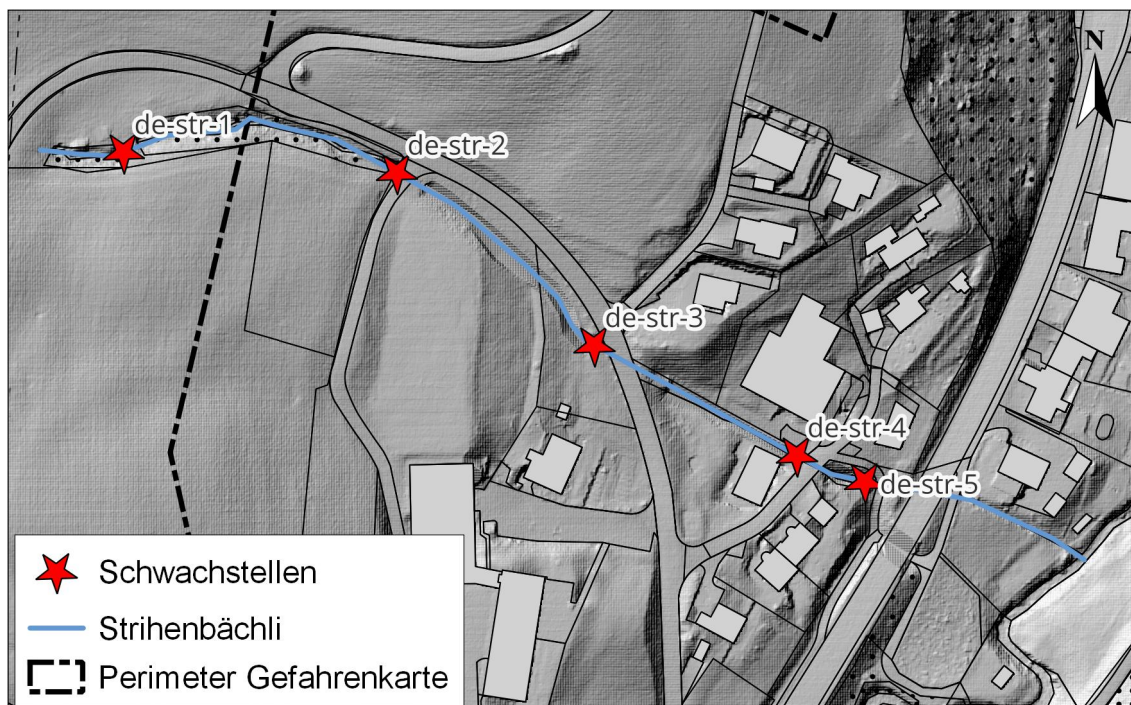 N
de-str-1
de-str-2
de-str-3
de-str-4
de-str-5
Schwachstellen
Strihenbächli
Perimeter Gefahrenkarte